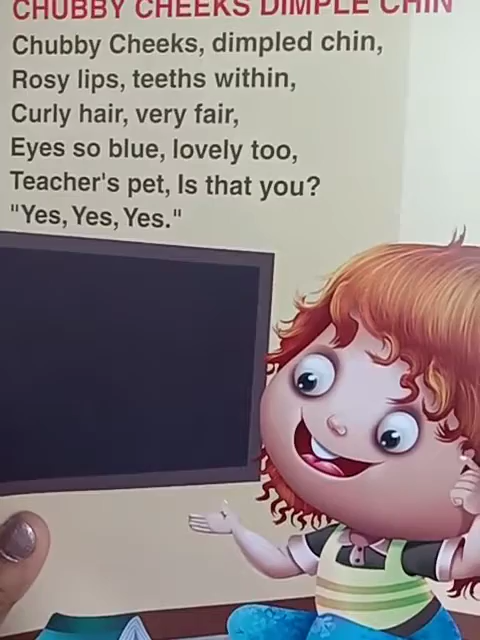 CHUBBY CHEEKS DIMPLE CHIN
Chubby Cheeks, dimpled chin,
Rosy lips, teeths within,
Curly hair, very fair,
Eyes so blue, lovely too,
Teacher's pet, Is that you?
"Yes, Yes, Yes."